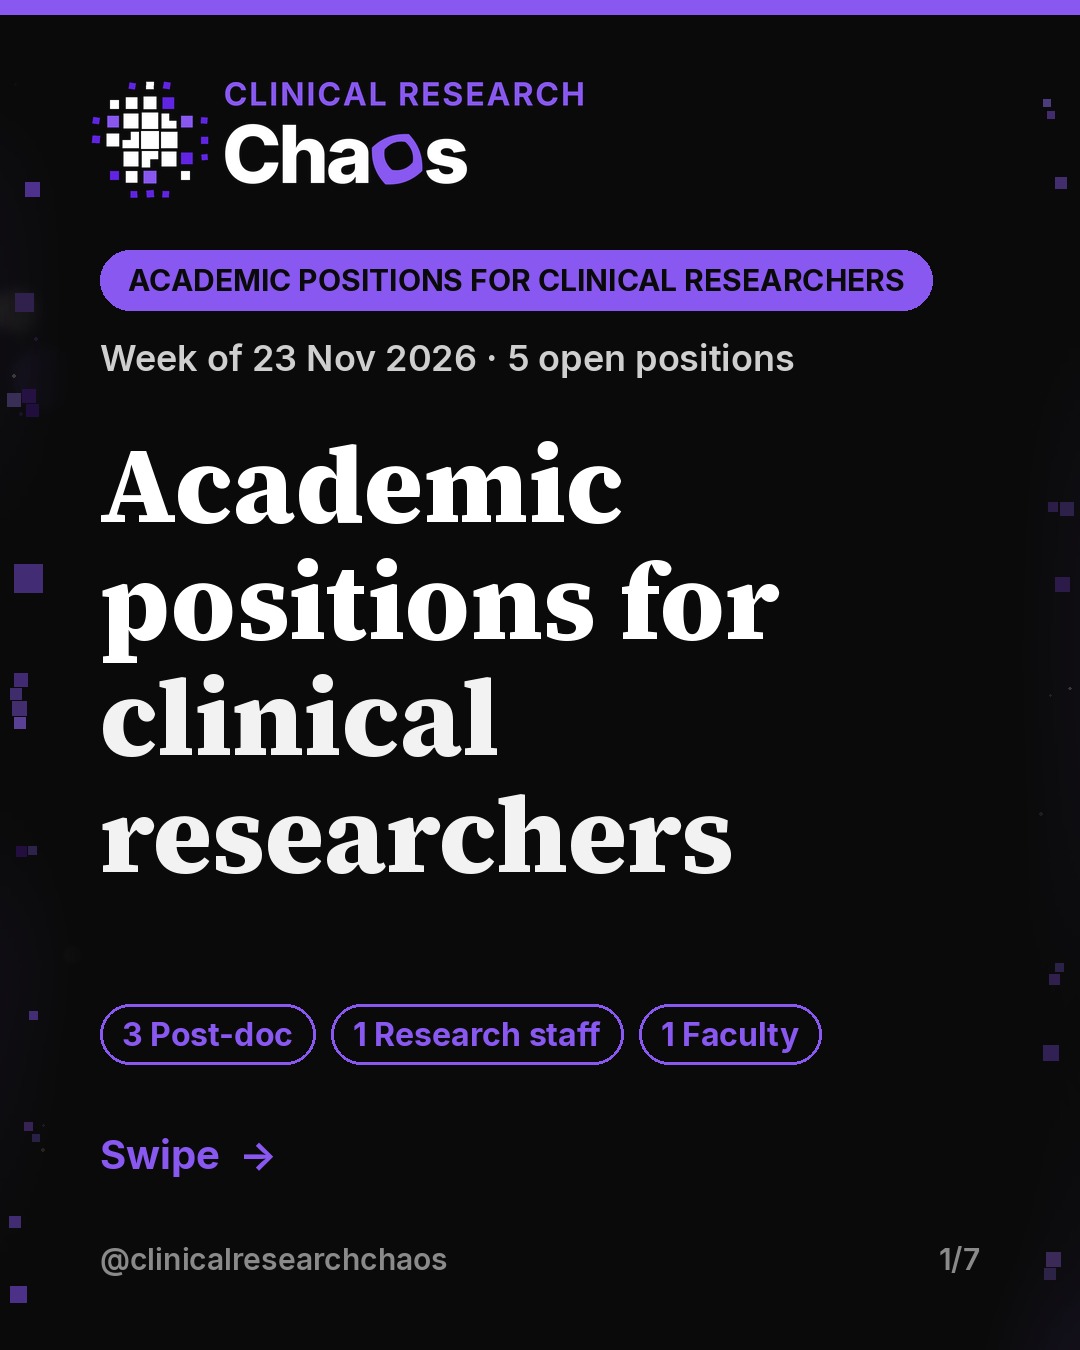 CLINICAL RESEARCH
Chaos
ACADEMIC POSITIONS FOR CLINICAL RESEARCHERS
Week of 23 Nov 2026 · 5 open positions
Academic
positions for
clinical
researchers
3 Post-doc
1 Research staff
1 Faculty
Swipe →
@clinicalresearchchaos
1/7